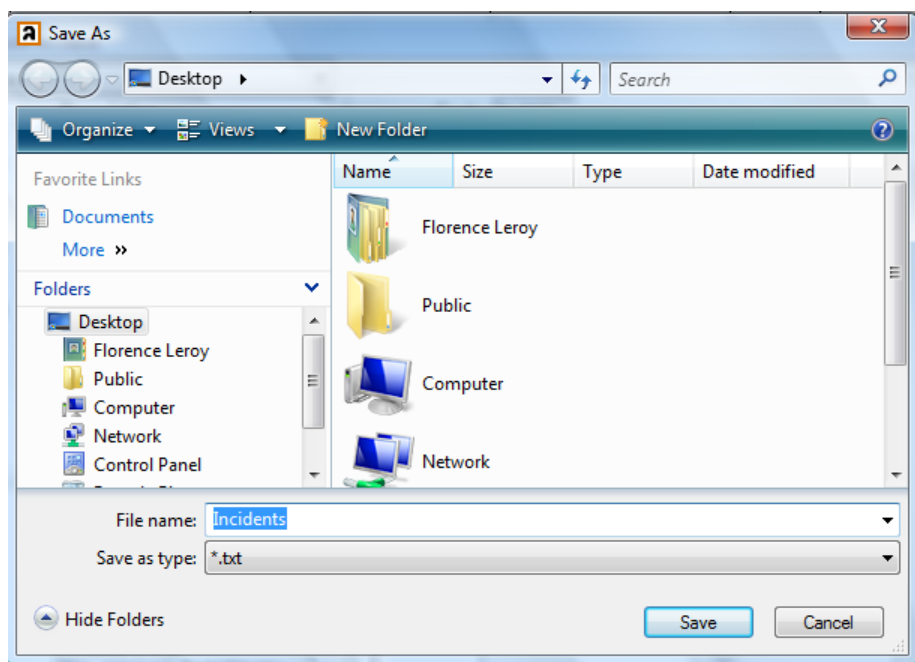 a Save As
Desktop
Search
Organize Views New Folder ?
Favorite Links
Documents
More »
Folders
Desktop
Florence Leroy
Public
Computer
Network
Control Panel
Name Size Type Date modified
Florence Leroy
Public
Computer
Network
File name: Incidents
Save as type: *.txt
Hide Folders Save Cancel